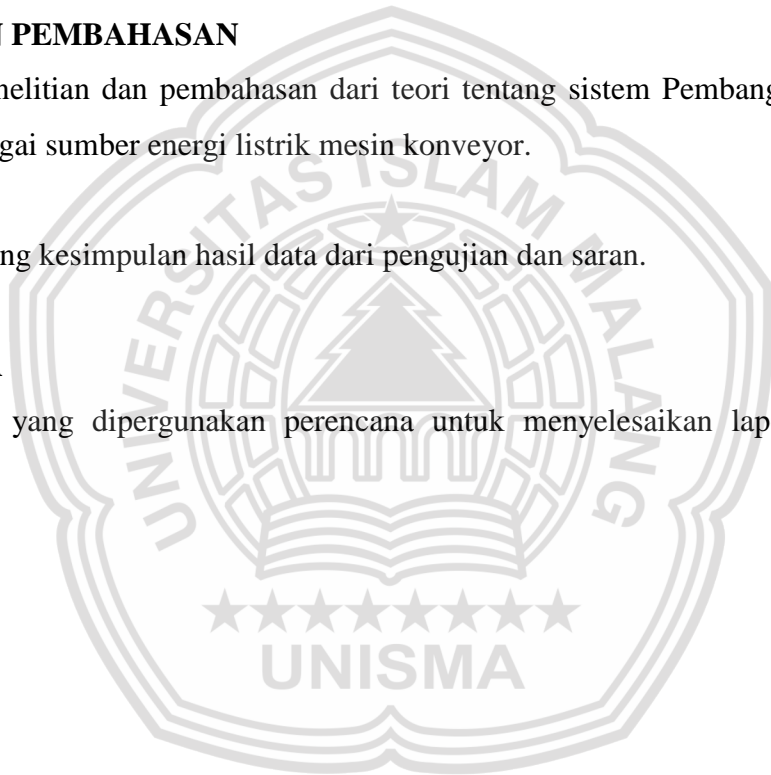 PEMBAHASAN
nelitian dan pembahasan dari teori tentang sistem Pembang
gai sumber energi listrik mesin konveyor.
ng kesimpulan hasil data dari pengujian dan saran.
yang dipergunakan perencana untuk menyelesaikan lap
UNIVERSITAS ISLAM MALANG
UNISMA